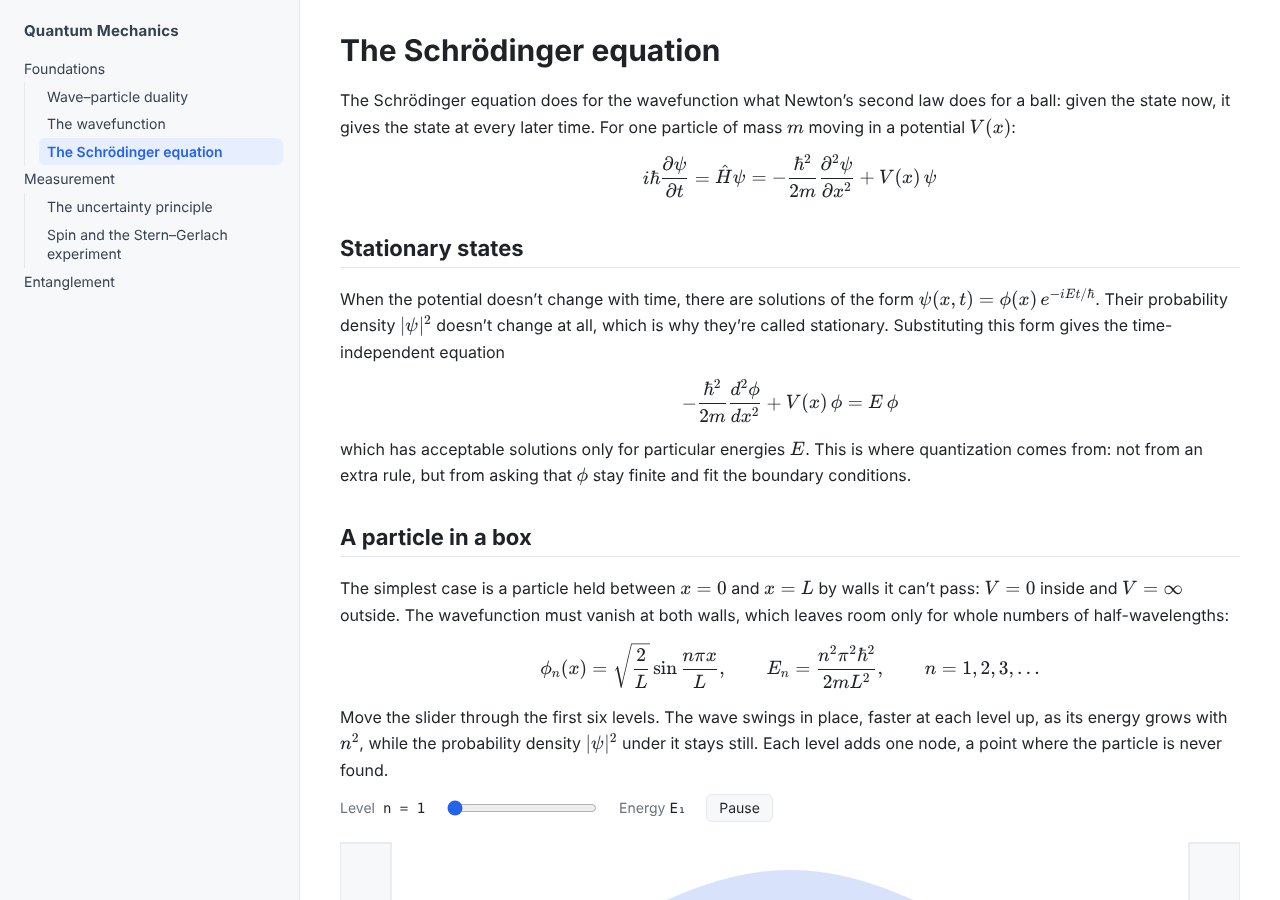 Quantum Mechanics
Foundations
Wave–particle duality
The wavefunction
The Schrödinger equation
Measurement
The uncertainty principle
Spin and the Stern–Gerlach
experiment
Entanglement
The Schrödinger equation
The Schrödinger equation does for the wavefunction what Newton’s second law does for a ball: given the state now, it
gives the state at every later time. For one particle of mass m moving in a potential V(x):
iħ ∂ψ/∂t = Ĥψ = −ħ²/2m ∂²ψ/∂x² + V(x) ψ
Stationary states
When the potential doesn’t change with time, there are solutions of the form ψ(x, t) = ϕ(x) e^{−iEt/ħ}. Their probability
density |ψ|² doesn’t change at all, which is why they’re called stationary. Substituting this form gives the time-
independent equation
−ħ²/2m d²ϕ/dx² + V(x) ϕ = E ϕ
which has acceptable solutions only for particular energies E. This is where quantization comes from: not from an
extra rule, but from asking that ϕ stay finite and fit the boundary conditions.
A particle in a box
The simplest case is a particle held between x = 0 and x = L by walls it can’t pass: V = 0 inside and V = ∞
outside. The wavefunction must vanish at both walls, which leaves room only for whole numbers of half-wavelengths:
ϕₙ(x) = √(2/L) sin nπx/L, Eₙ = n²π²ħ²/2mL², n = 1, 2, 3, …
Move the slider through the first six levels. The wave swings in place, faster at each level up, as its energy grows with
n², while the probability density |ψ|² under it stays still. Each level adds one node, a point where the particle is never
found.
Level n = 1 Energy E₁ Pause